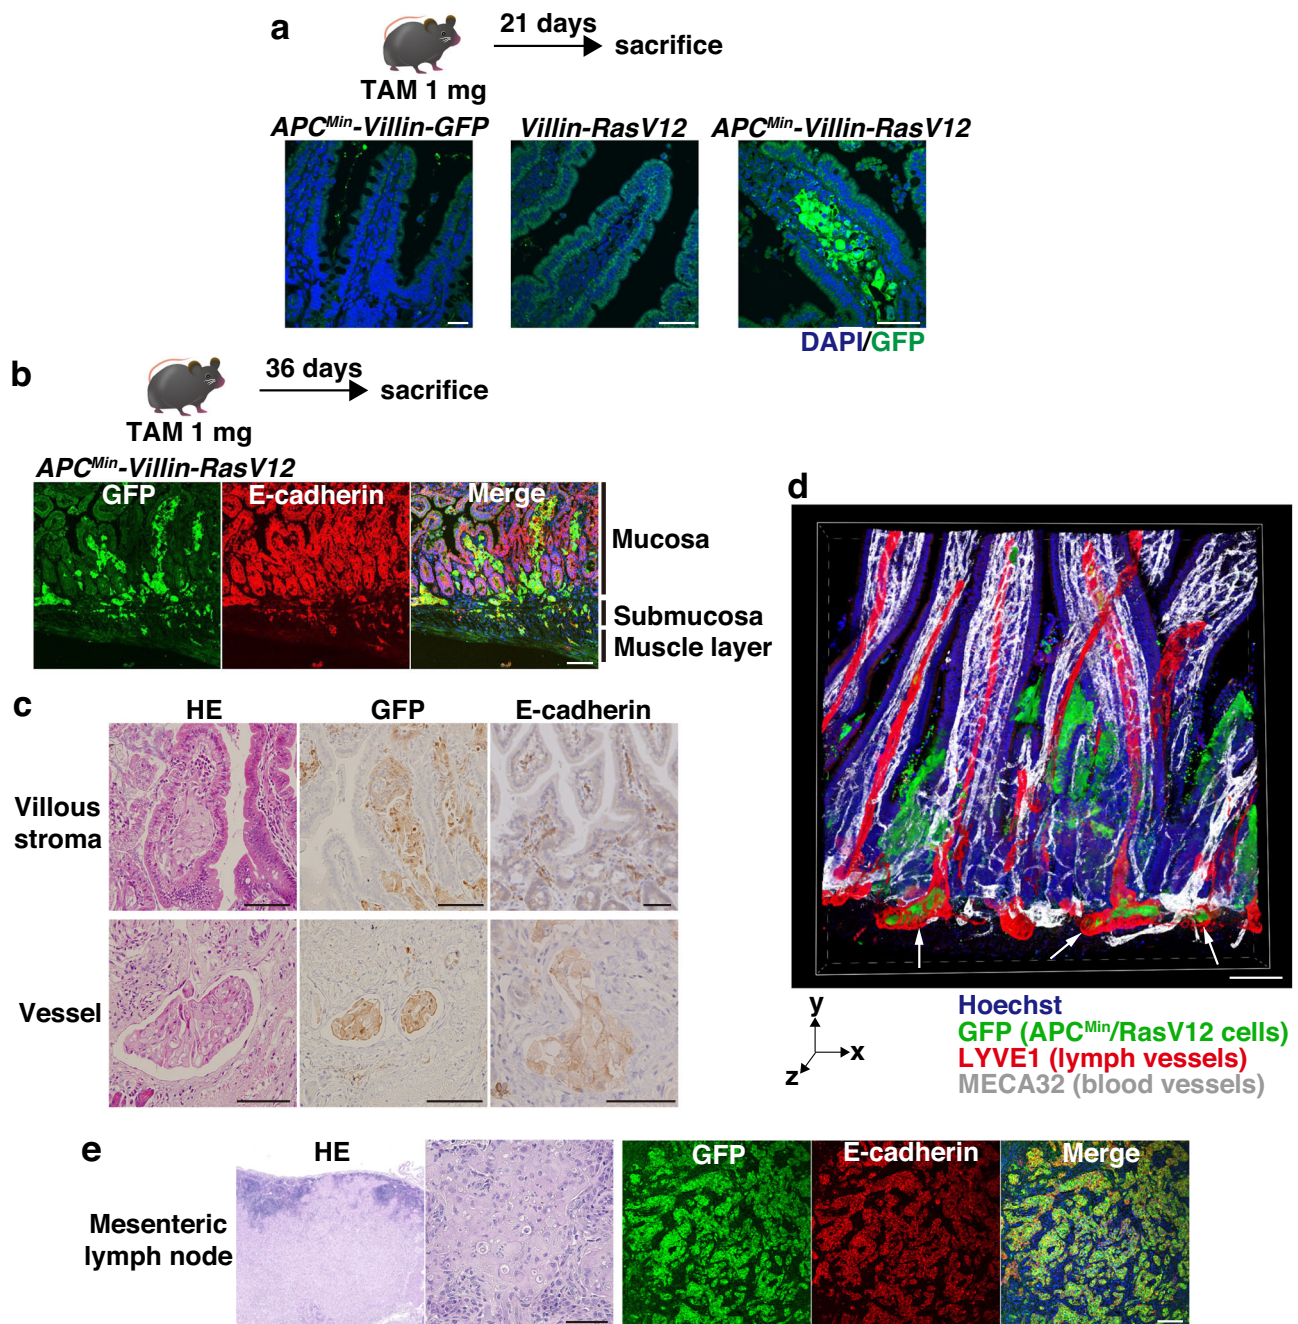 a
21 days
sacrifice
TAM 1 mg
APCMin-Villin-GFP
Villin-RasV12
APCMin-Villin-RasV12
DAPI/GFP
b
36 days
sacrifice
TAM 1 mg
APCMin-Villin-RasV12
GFP
E-cadherin
Merge
Mucosa
Submucosa
Muscle layer
c
HE
GFP
E-cadherin
Villous
stroma
Vessel
d
y
x
z
Hoechst
GFP (APCMin/RasV12 cells)
LYVE1 (lymph vessels)
MECA32 (blood vessels)
e
HE
GFP
E-cadherin
Merge
Mesenteric
lymph node